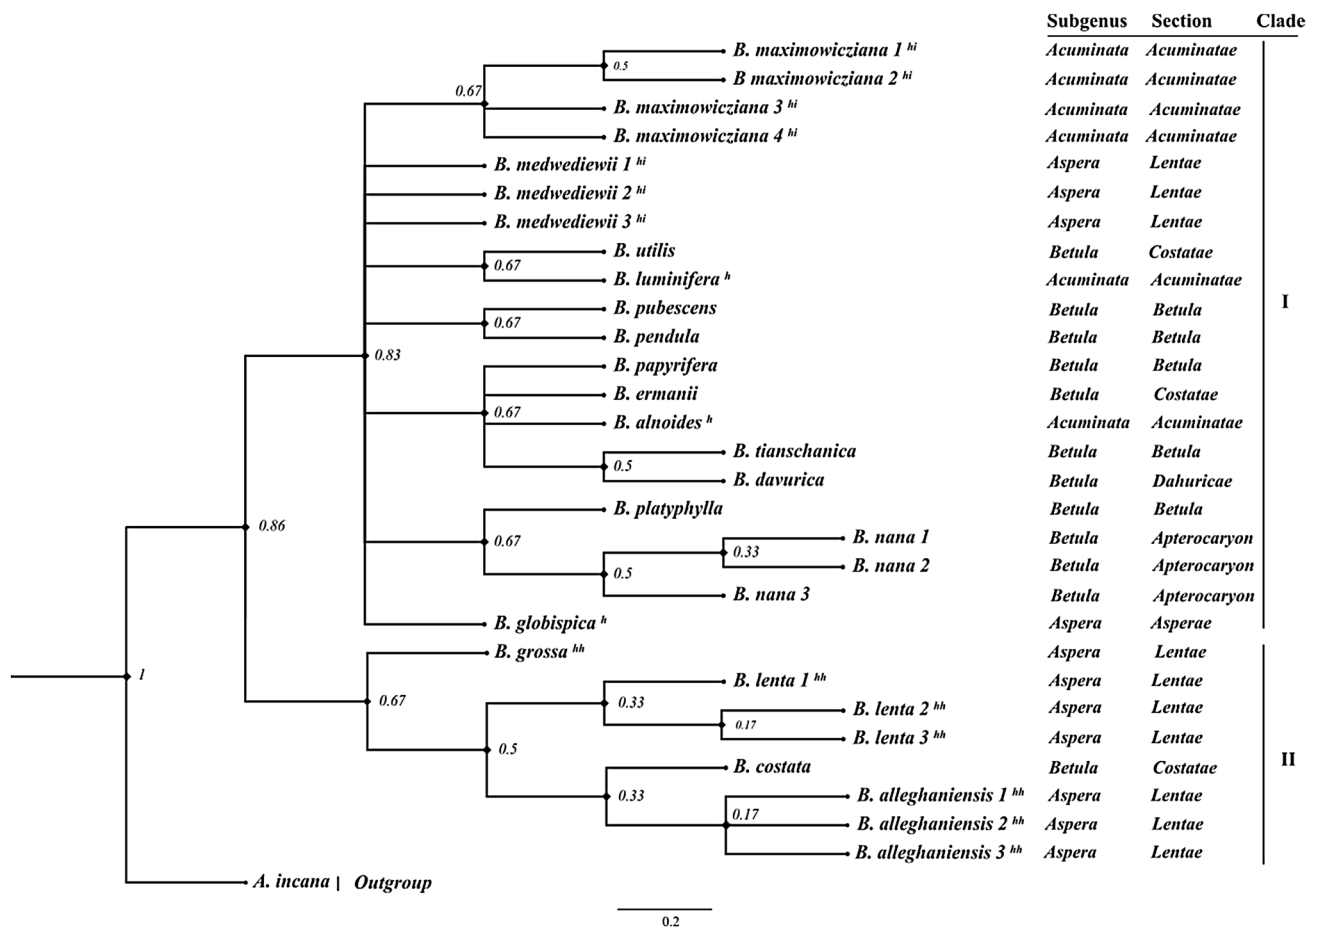 Subgenus Section Clade
B. maximowicziana 1 hi Acuminata Acuminatae
0.5
B maximowicziana 2 hi Acuminata Acuminatae
0.67
B. maximowicziana 3 hi Acuminata Acuminatae
B. maximowicziana 4 hi Acuminata Acuminatae
B. medwediewii 1 hi Aspera Lentae
B. medwediewii 2 hi Aspera Lentae
B. medwediewii 3 hi Aspera Lentae
B. utilis Betula Costatae
0.67
B. luminifera h Acuminata Acuminatae
I
B. pubescens Betula Betula
0.67
B. pendula Betula Betula
0.83
B. papyrifera Betula Betula
B. ermanii Betula Costatae
0.67
B. alnoides h Acuminata Acuminatae
B. tianschanica Betula Betula
0.5
B. davurica Betula Dahuricae
B. platyphylla Betula Betula
0.86
B. nana 1 Betula Apterocaryon
0.67
0.33
B. nana 2 Betula Apterocaryon
0.5
B. nana 3 Betula Apterocaryon
B. globispica h Aspera Asperae
B. grossa hh Aspera Lentae
1
B. lenta 1 hh Aspera Lentae
0.67
0.33
B. lenta 2 hh Aspera Lentae
0.17
B. lenta 3 hh Aspera Lentae
0.5
II
B. costata Betula Costatae
0.33
B. alleghaniensis 1 hh Aspera Lentae
0.17
B. alleghaniensis 2 hh Aspera Lentae
B. alleghaniensis 3 hh Aspera Lentae
A. incana | Outgroup
0.2